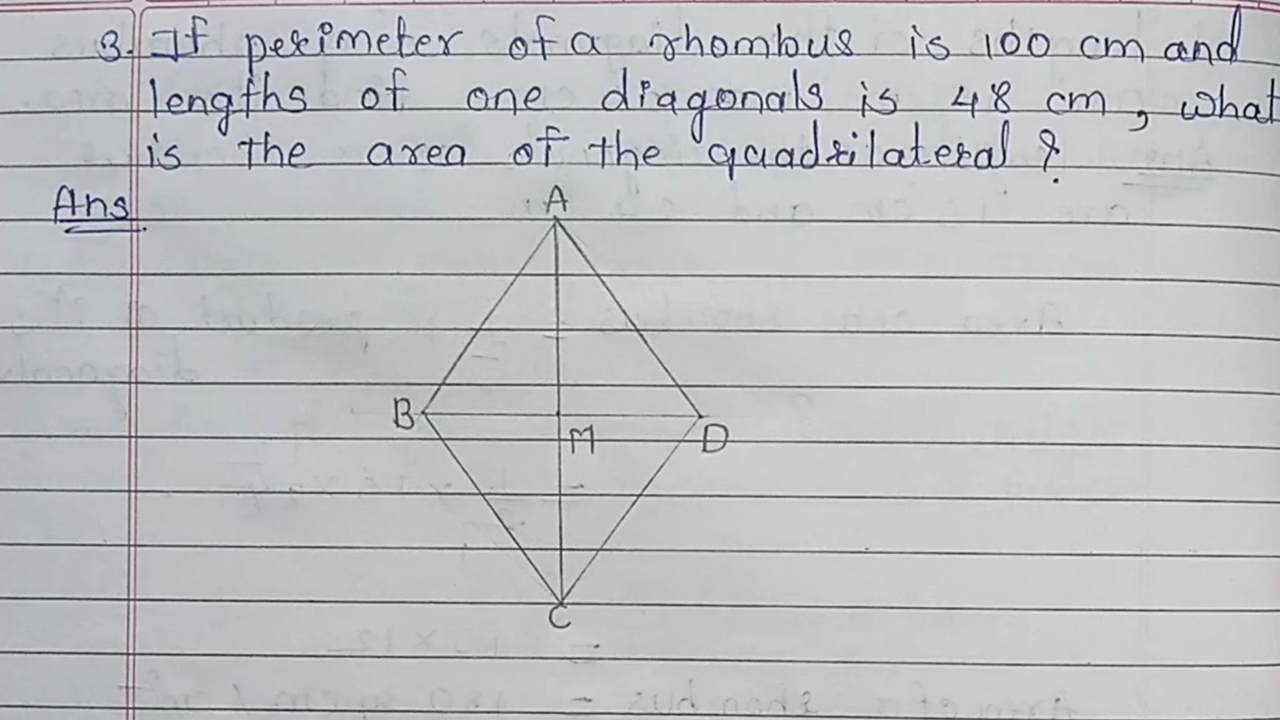 3. If perimeter of a rhombus is 100 cm and
lengths of one diagonals is 48 cm, what
is the area of the quadrilateral ?
Ans
A
B
M
D
C